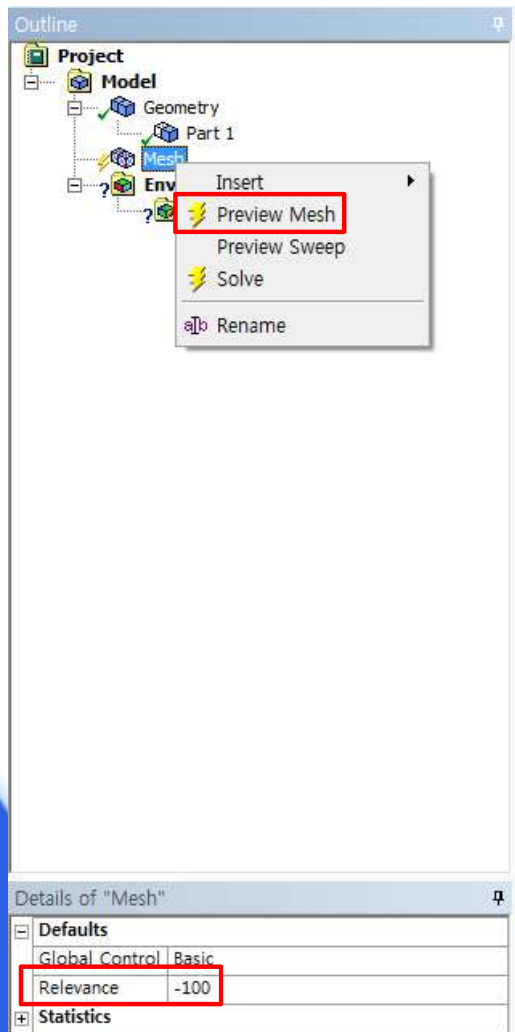 Outline
Project
Model
Geometry
Part 1
Mesh
Env
Insert
Preview Mesh
Preview Sweep
Solve
Rename
Details of "Mesh"
Defaults
Global Control Basic
Relevance -100
Statistics